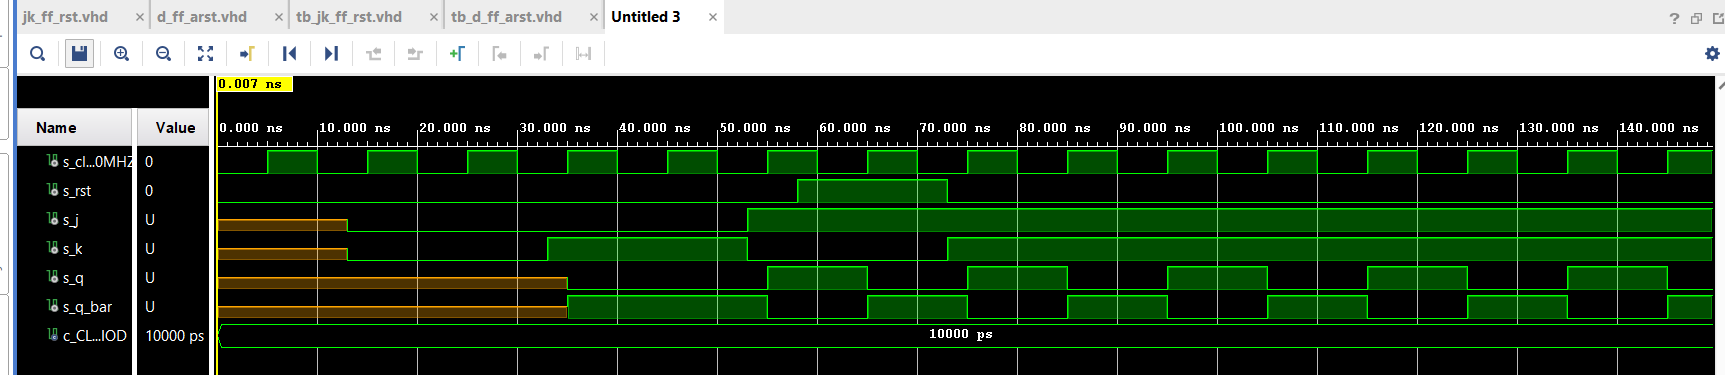 jk_ff_rst.vhd × d_ff_arst.vhd × tb_jk_ff_rst.vhd × tb_d_ff_arst.vhd × Untitled 3 ×
?
0.007 ns
Name Value 0.000 ns 10.000 ns 20.000 ns 30.000 ns 40.000 ns 50.000 ns 60.000 ns 70.000 ns 80.000 ns 90.000 ns 100.000 ns 110.000 ns 120.000 ns 130.000 ns 140.000 ns
s_cl...0MHZ 0
s_rst 0
s_j U
s_k U
s_q U
s_q_bar U
c_CL...IOD 10000 ps 10000 ps